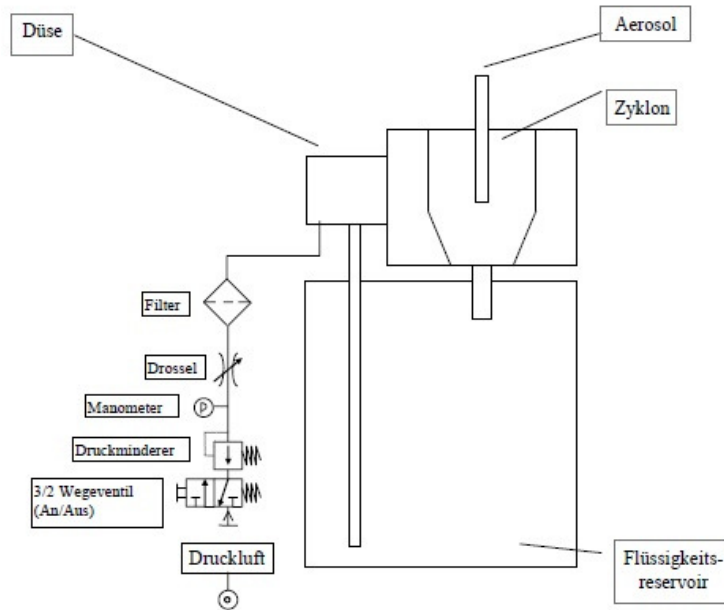 Düse
Aerosol
Zyklon
Filter
Drossel
Manometer
P
Druckminderer
3/2 Wegeventil
(An/Aus)
Druckluft
Flüssigkeits-
reservoir